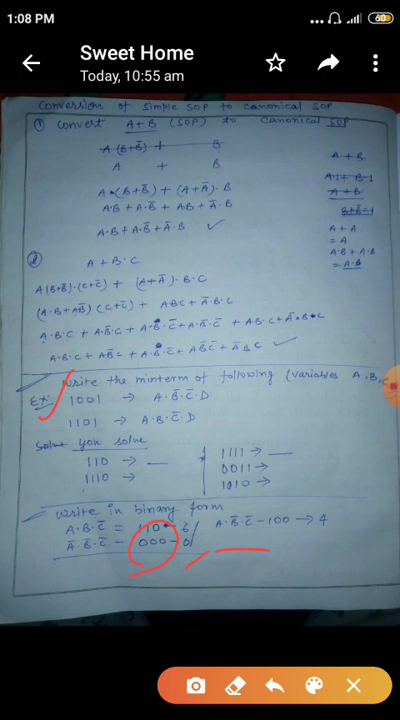 1:08 PM
60
Sweet Home
Today, 10:55 am
Conversion of simple SOP to canonical SOP
① Convert A+B (SOP) to Canonical SOP
A (B+B̅) + B
A + B
A•(B+B̅) + (A+A̅).B
A·B + A·B̅ + AB + A̅·B
A·B + A·B̅ + A̅·B ✓
A+B
A·1 + B·1
A+B
B+B̅=1
A+A
=A
A·B+A·B
=A·B
② A+B·C
A(B+B̅)·(C+C̅) + (A+A̅)·B·C
(A·B+AB̅)(C+C̅) + ABC + A̅·B·C
A·B·C + A·B̅·C + A·B·C̅ + A·B̅·C̅ + AB·C + A̅·B·C
A·B·C + AB̅C + A·B·C̅ + AB̅C̅ + A̅BC ✓
Write the minterm of following (variables A,B,C
Ex: 1001 → A·B̅·C̅·D
1101 → A·B·C̅·D
Solve you solve
110 →
1110 →
1111 →
0011 →
1010 →
write in binary form
A·B·C̅ = 110 - 6
A̅·B̅·C̅ - 000 - 0
A·B̅·C̅ - 100 → 4